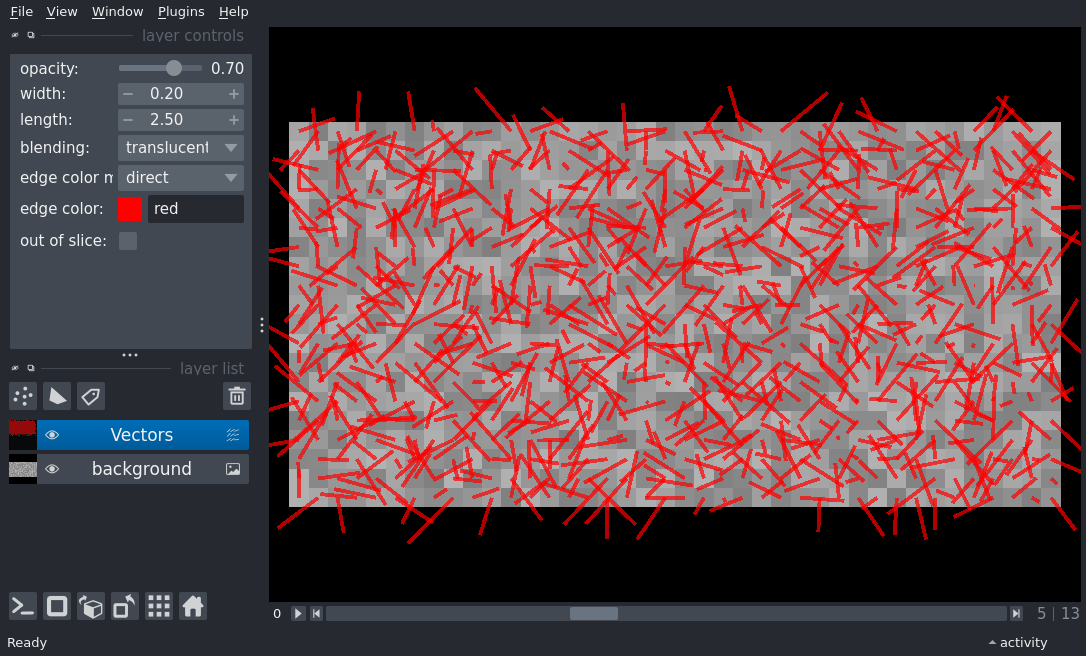 File View Window Plugins Help
layer controls
opacity: 0.70
width: 0.20
length: 2.50
blending: translucent
edge color m direct
edge color: red
out of slice:
layer list
Vectors
background
0 5 13
Ready activity